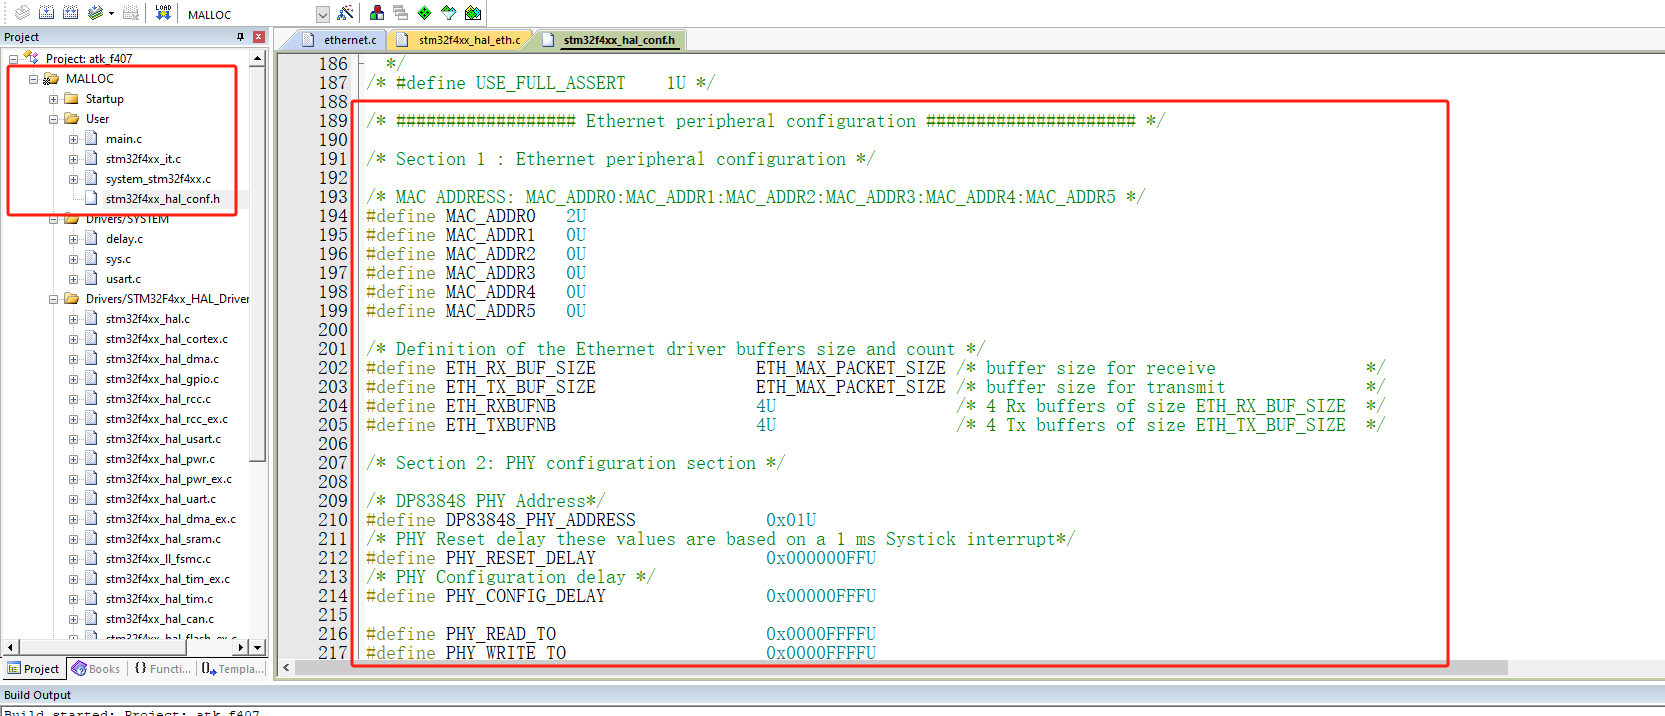 MALLOC
Project
Project: atk_f407
MALLOC
Startup
User
main.c
stm32f4xx_it.c
system_stm32f4xx.c
stm32f4xx_hal_conf.h
Drivers/SYSTEM
delay.c
sys.c
usart.c
Drivers/STM32F4xx_HAL_Driver
stm32f4xx_hal.c
stm32f4xx_hal_cortex.c
stm32f4xx_hal_dma.c
stm32f4xx_hal_gpio.c
stm32f4xx_hal_rcc.c
stm32f4xx_hal_rcc_ex.c
stm32f4xx_hal_usart.c
stm32f4xx_hal_pwr.c
stm32f4xx_hal_pwr_ex.c
stm32f4xx_hal_uart.c
stm32f4xx_hal_dma_ex.c
stm32f4xx_hal_sram.c
stm32f4xx_ll_fsmc.c
stm32f4xx_hal_tim_ex.c
stm32f4xx_hal_tim.c
stm32f4xx_hal_can.c
stm32f4xx_hal_flash_ex.c
Project Books {} Functi... Templa...
ethernet.c stm32f4xx_hal_eth.c stm32f4xx_hal_conf.h
186 */
187 /* #define USE_FULL_ASSERT 1U */
188
189 /* ################## Ethernet peripheral configuration ##################### */
190
191 /* Section 1 : Ethernet peripheral configuration */
192
193 /* MAC ADDRESS: MAC_ADDR0:MAC_ADDR1:MAC_ADDR2:MAC_ADDR3:MAC_ADDR4:MAC_ADDR5 */
194 #define MAC_ADDR0 2U
195 #define MAC_ADDR1 0U
196 #define MAC_ADDR2 0U
197 #define MAC_ADDR3 0U
198 #define MAC_ADDR4 0U
199 #define MAC_ADDR5 0U
200
201 /* Definition of the Ethernet driver buffers size and count */
202 #define ETH_RX_BUF_SIZE ETH_MAX_PACKET_SIZE /* buffer size for receive */
203 #define ETH_TX_BUF_SIZE ETH_MAX_PACKET_SIZE /* buffer size for transmit */
204 #define ETH_RXBUFNB 4U /* 4 Rx buffers of size ETH_RX_BUF_SIZE */
205 #define ETH_TXBUFNB 4U /* 4 Tx buffers of size ETH_TX_BUF_SIZE */
206
207 /* Section 2: PHY configuration section */
208
209 /* DP83848 PHY Address*/
210 #define DP83848_PHY_ADDRESS 0x01U
211 /* PHY Reset delay these values are based on a 1 ms Systick interrupt*/
212 #define PHY_RESET_DELAY 0x000000FFU
213 /* PHY Configuration delay */
214 #define PHY_CONFIG_DELAY 0x00000FFFU
215
216 #define PHY_READ_TO 0x0000FFFFU
217 #define PHY_WRITE_TO 0x0000FFFFU
Build Output
Build started: Project: atk_f407